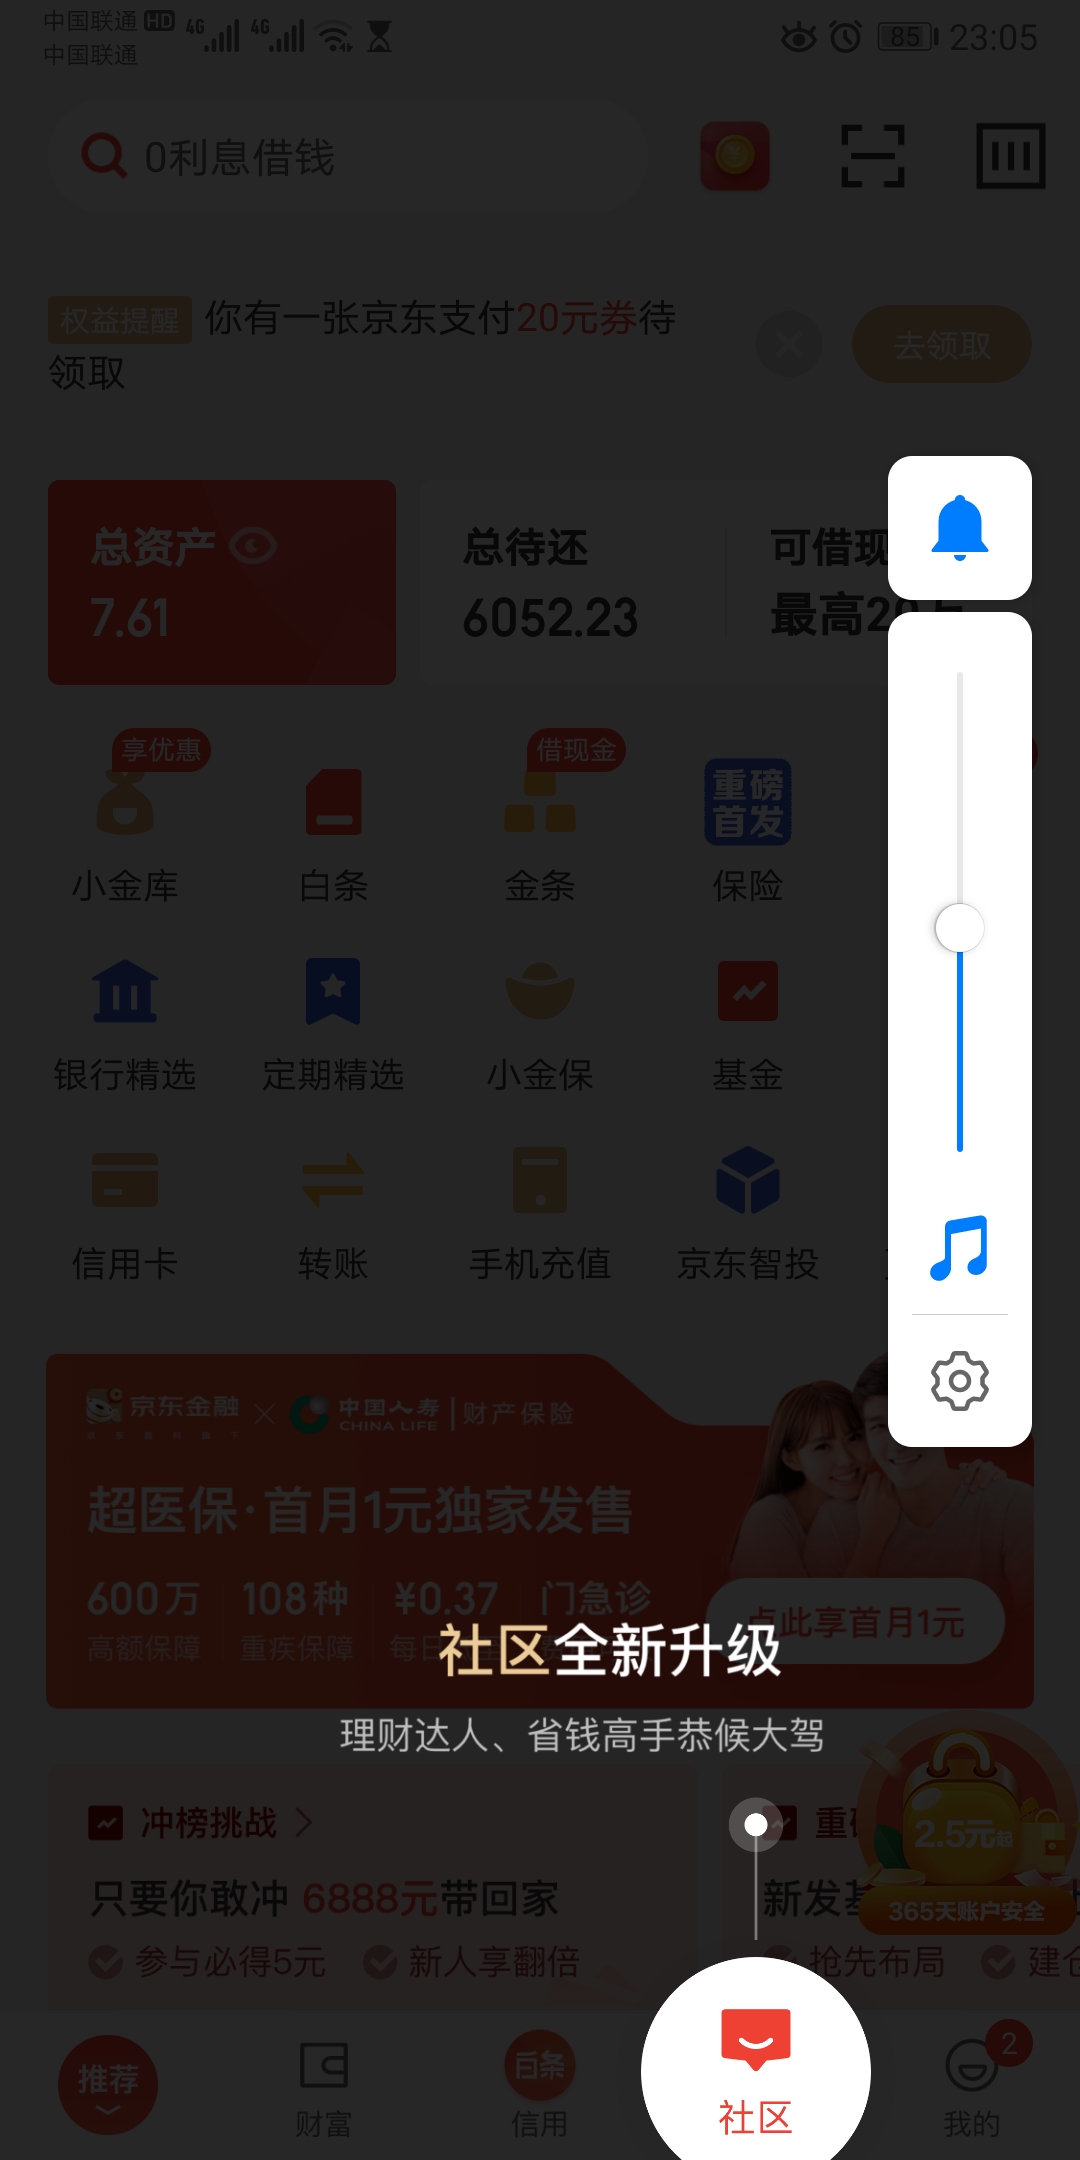 中国联通 HD 4G 4G
中国联通
85 23:05
0利息借钱
权益提醒 你有一张京东支付20元券待
领取
去领取
总资产
7.61
总待还
6052.23
可借现
最高20
享优惠
借现金
重磅
首发
小金库 白条 金条 保险
银行精选 定期精选 小金保 基金
信用卡 转账 手机充值 京东智投
京东金融 × 中国人寿 CHINA LIFE | 财产保险
超医保·首月1元独家发售
600万 108种 ¥0.37 门急诊
高额保障 重疾保障 每日
点此享首月1元
社区全新升级
理财达人、省钱高手恭候大驾
冲榜挑战
只要你敢冲 6888元带回家
参与必得5元 新人享翻倍
重磅
新发基
抢先布局 建仓
2.5元起
365天账户安全
推荐
财富
白条
信用
社区
2
我的